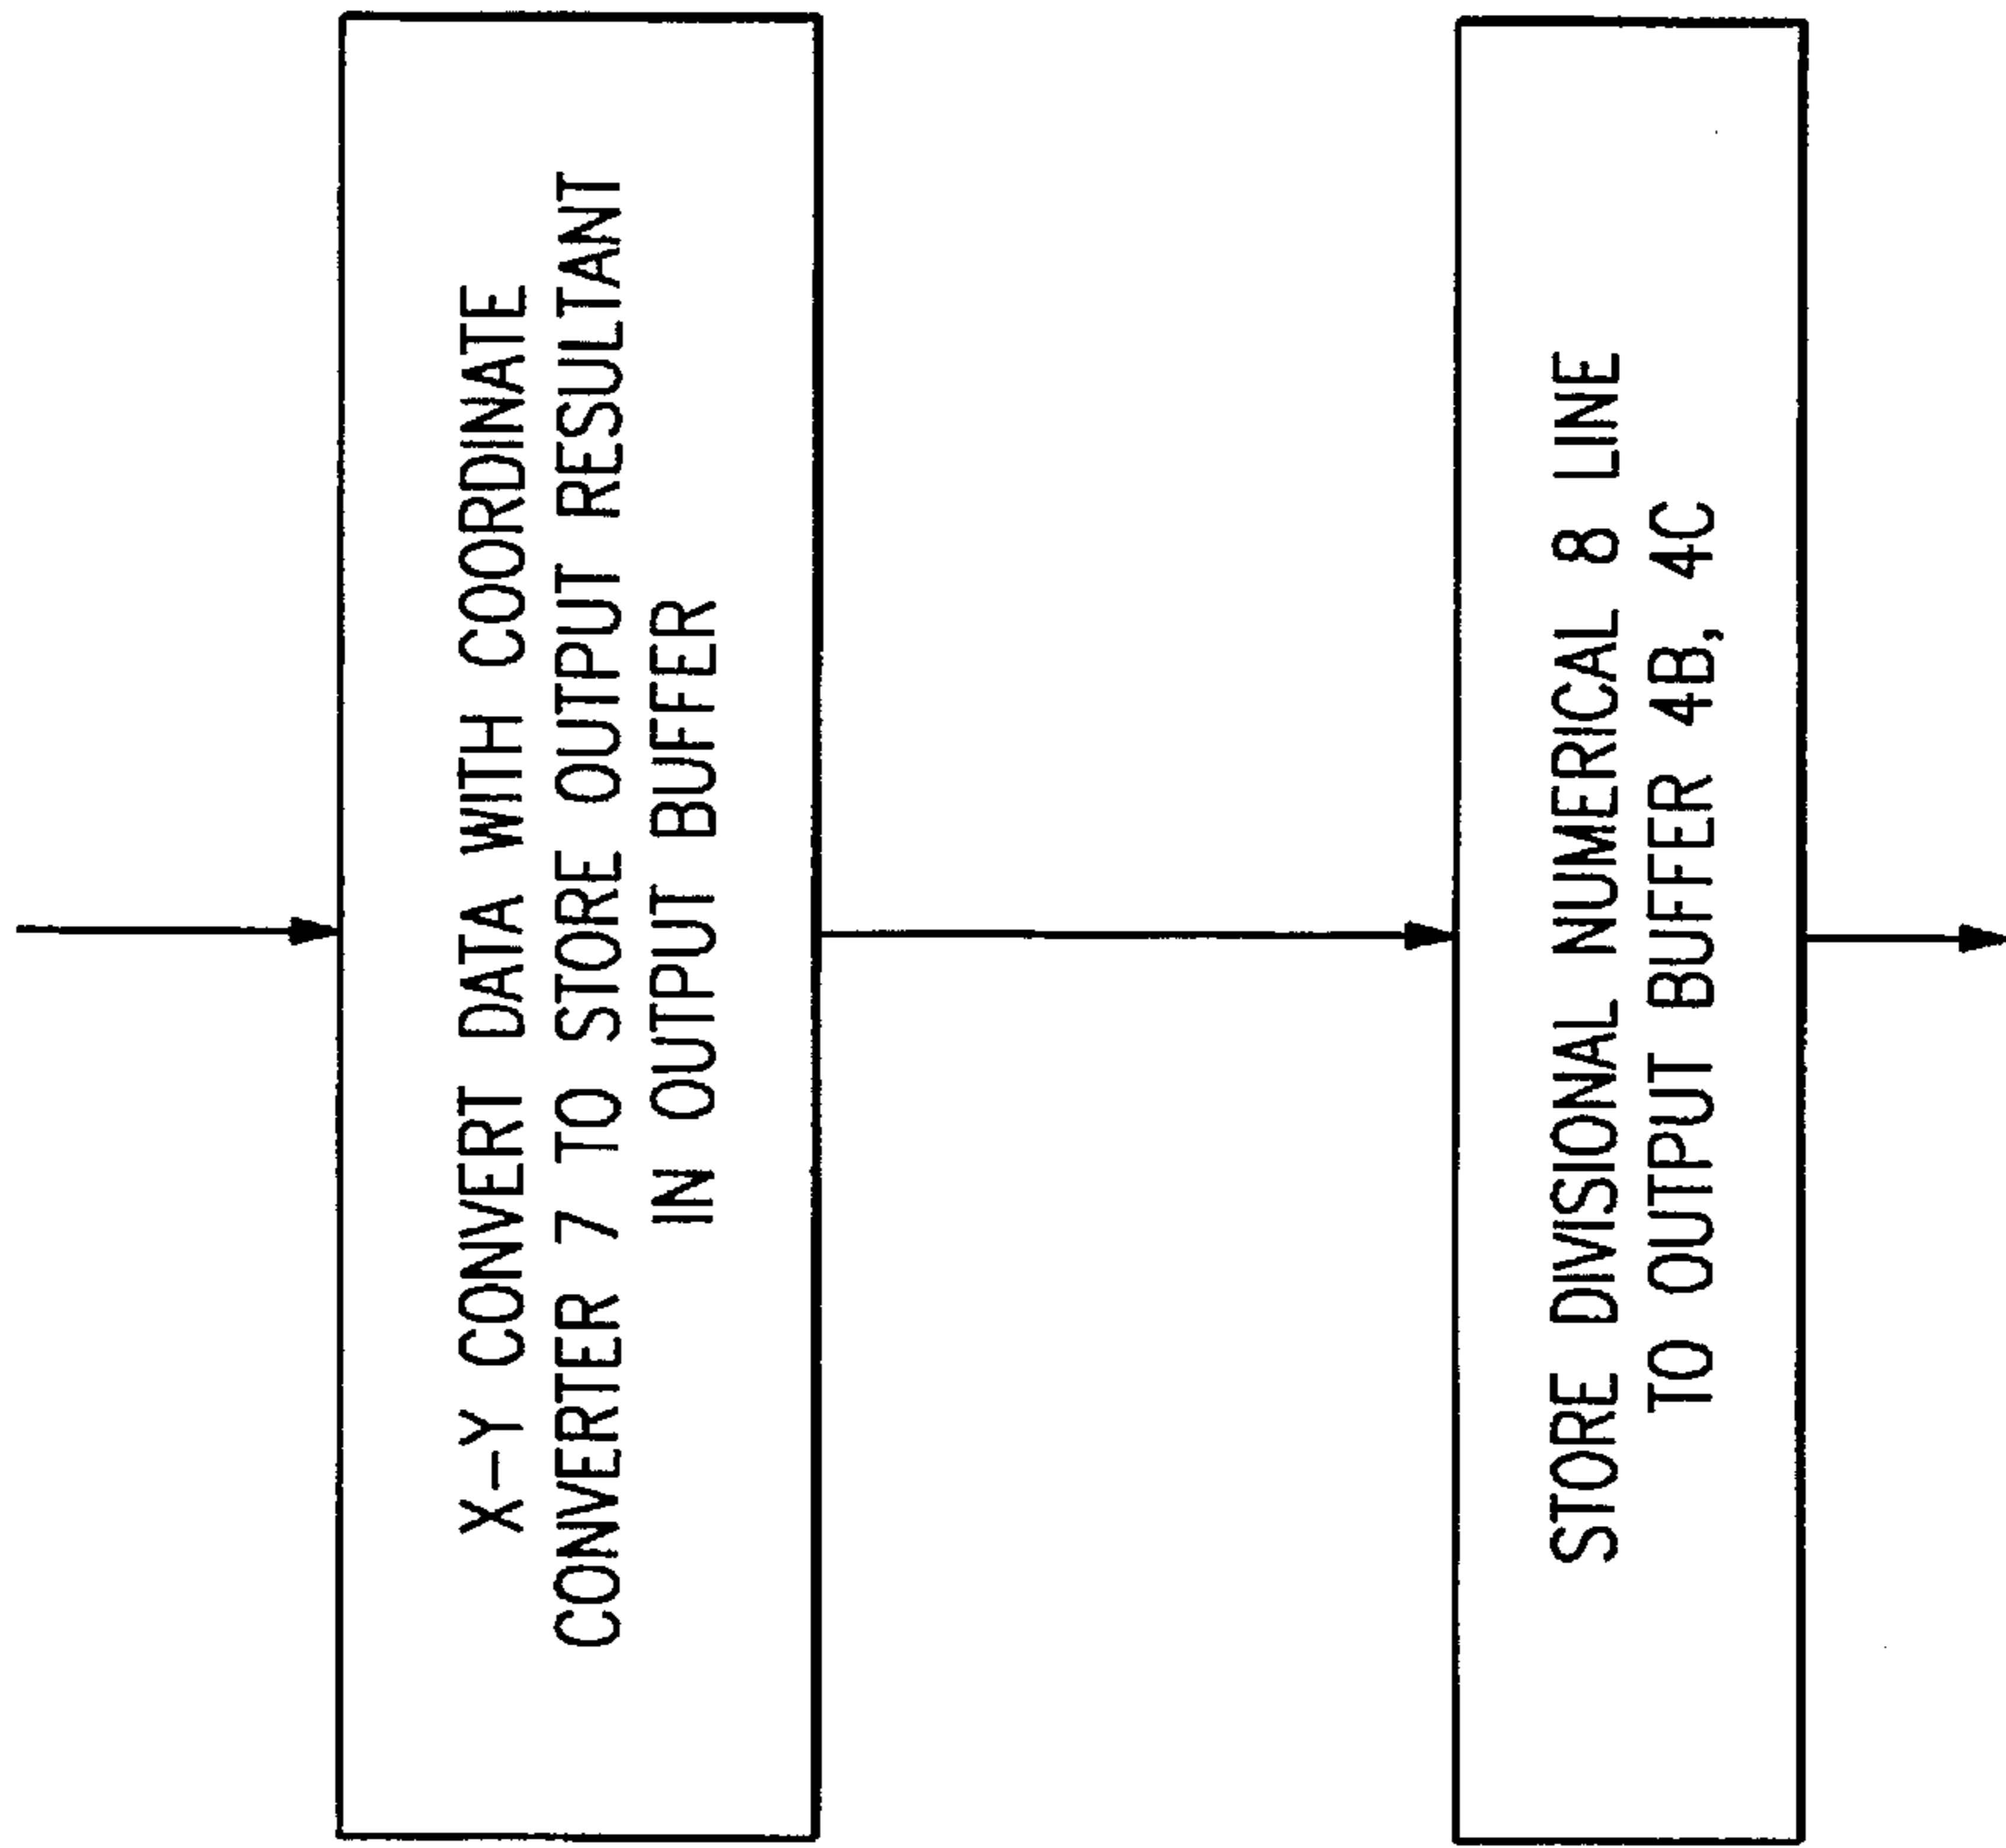 X-Y CONVERT DATA WITH COORDINATE
CONVERTER 7 TO STORE OUTPUT RESULTANT
IN OUTPUT BUFFER
STORE DIVISIONAL NUMERICAL 8 LINE
TO OUTPUT BUFFER 4B, 4C